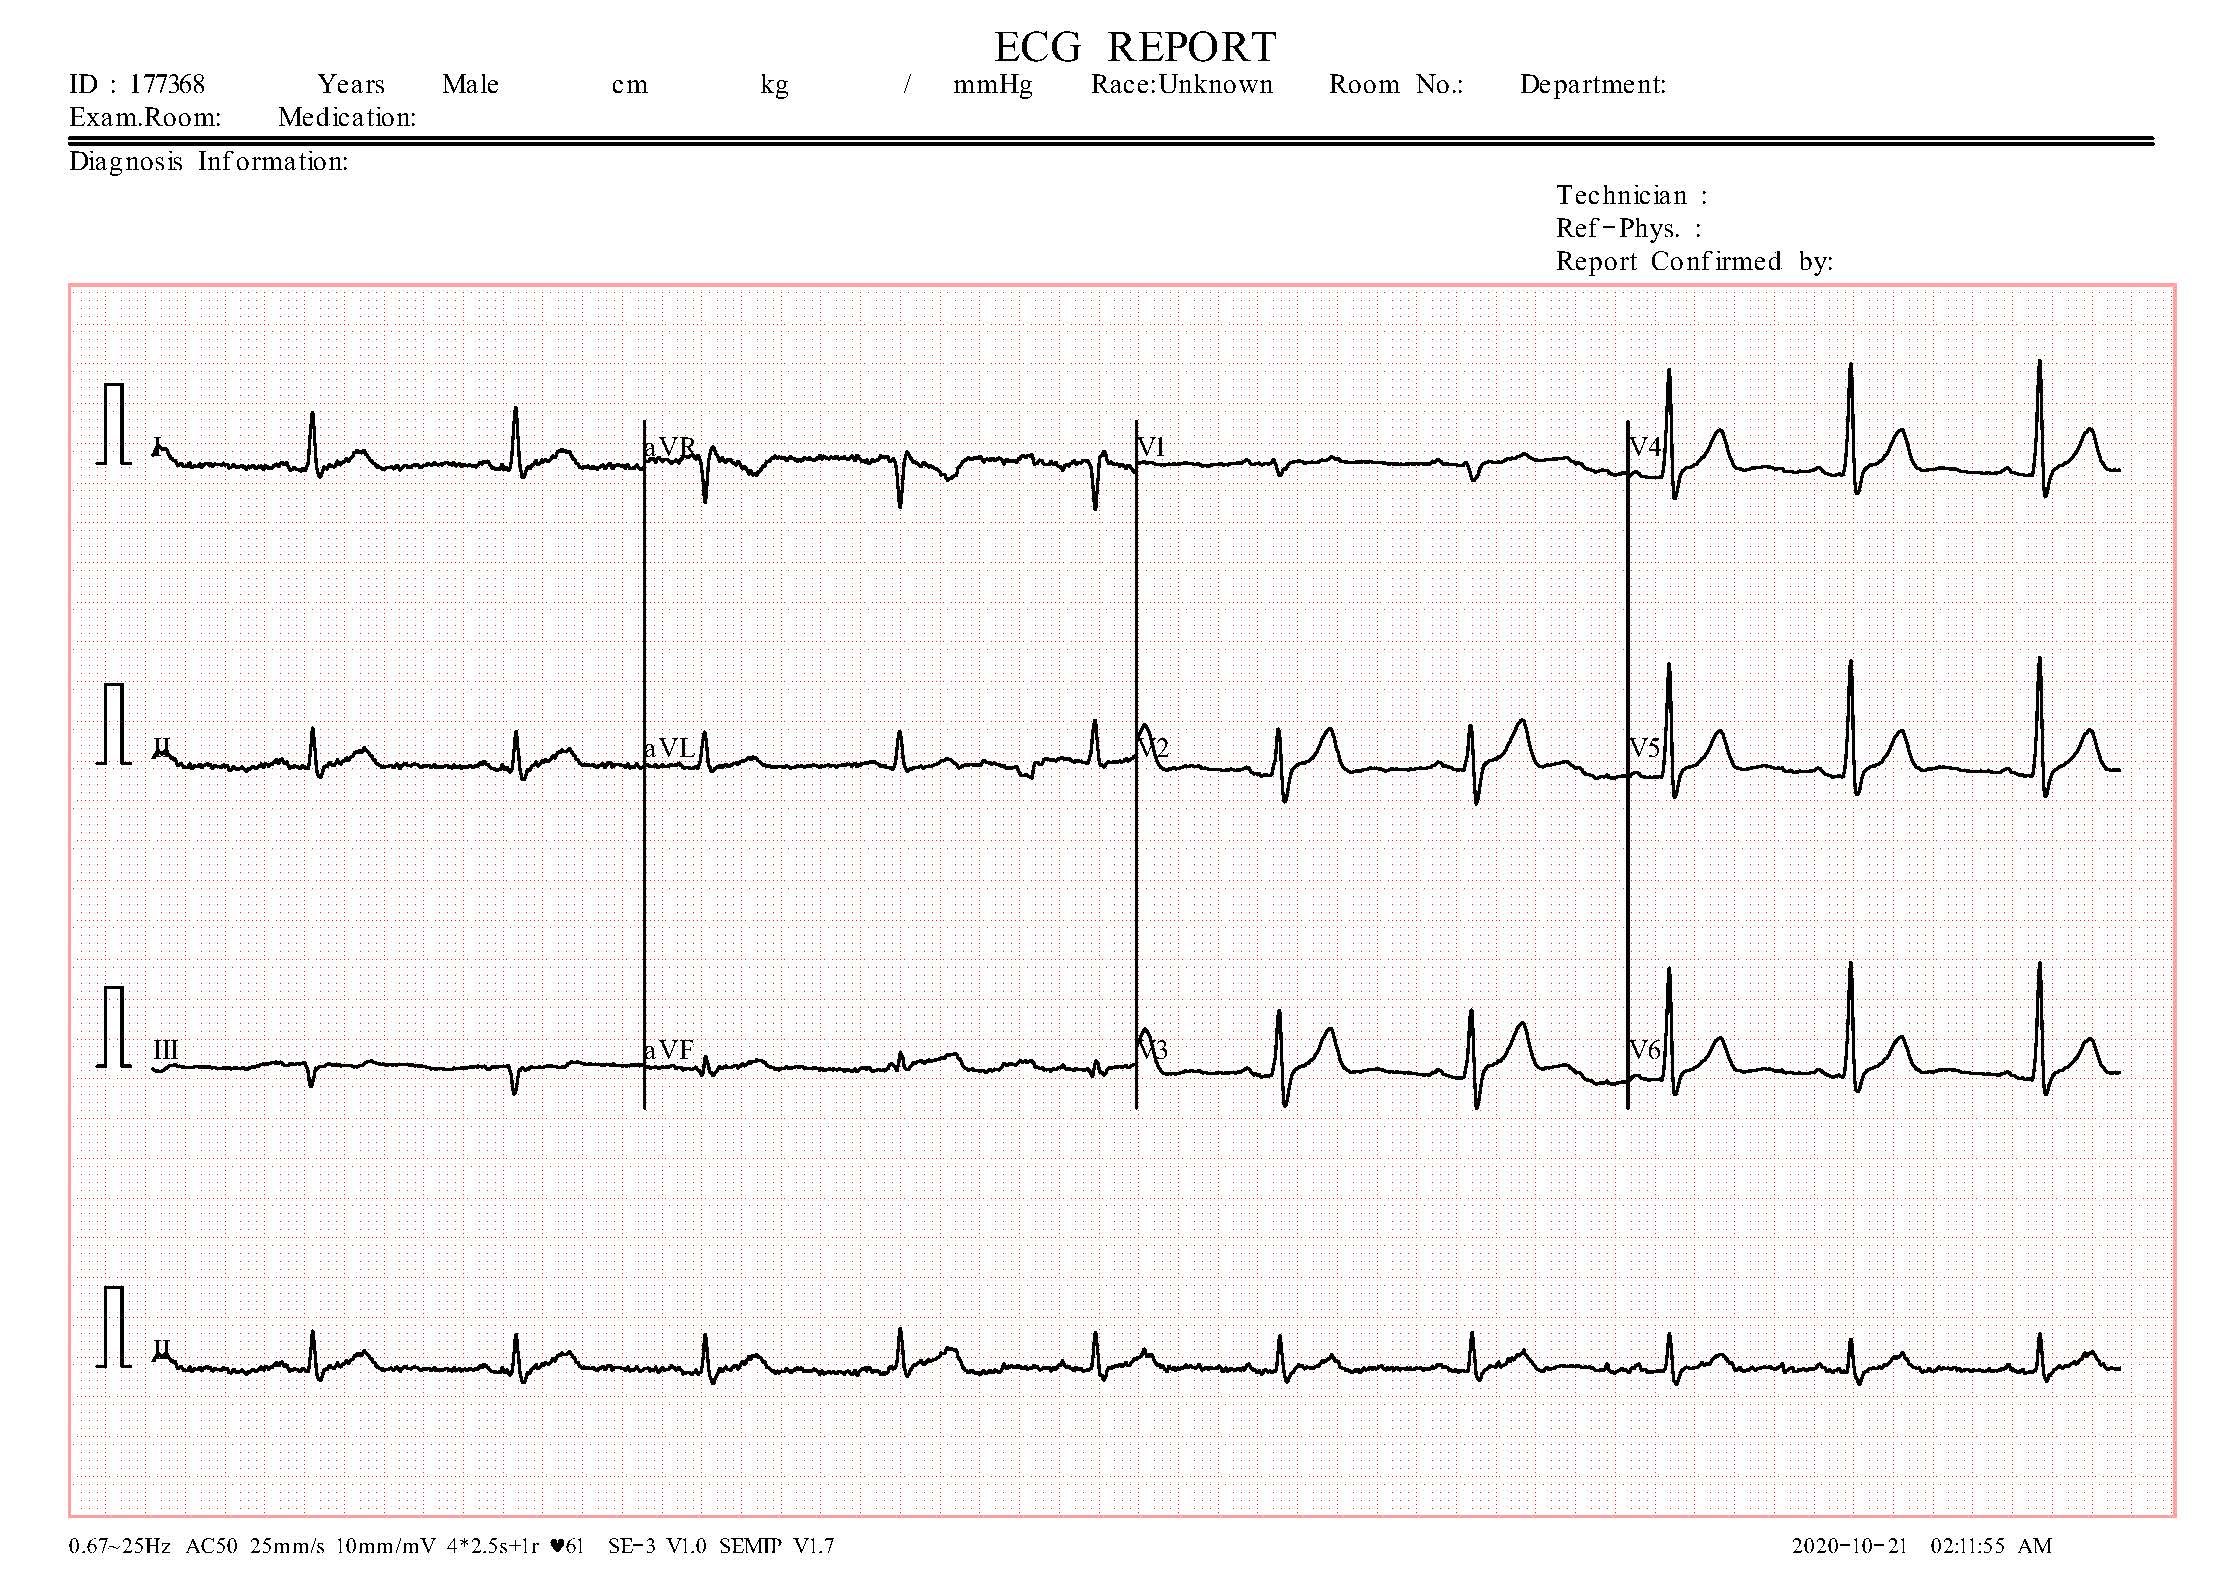 ECG REPORT
ID : 177368 Years Male cm kg / mmHg Race:Unknown Room No.: Department:
Exam.Room: Medication:
Diagnosis Information:
Technician :
Ref-Phys. :
Report Confirmed by:
I aVR V1 V4
II aVL V2 V5
III aVF V3 V6
II
0.67~25Hz AC50 25mm/s 10mm/mV 4*2.5s+1r ♥61 SE-3 V1.0 SEMIP V1.7 2020-10-21 02:11:55 AM